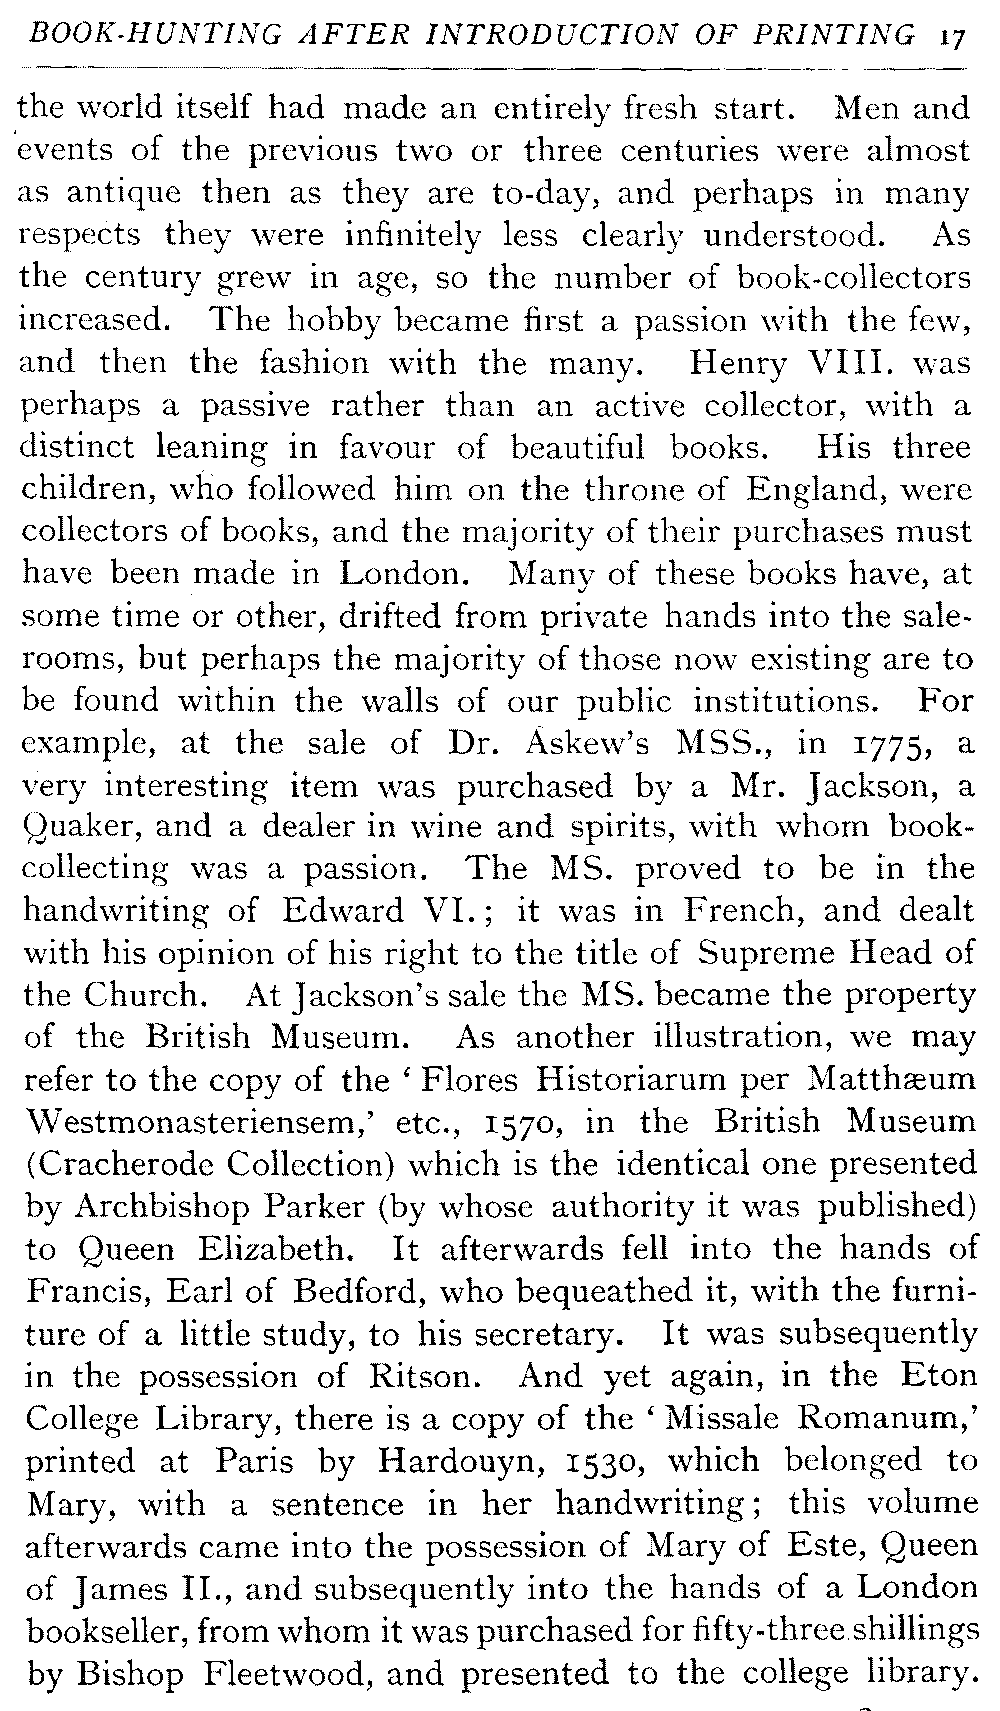 BOOK-HUNTING AFTER INTRODUCTION OF PRINTING 17
the world itself had made an entirely fresh start. Men and
events of the previous two or three centuries were almost
as antique then as they are to-day, and perhaps in many
respects they were infinitely less clearly understood. As
the century grew in age, so the number of book-collectors
increased. The hobby became first a passion with the few,
and then the fashion with the many. Henry VIII. was
perhaps a passive rather than an active collector, with a
distinct leaning in favour of beautiful books. His three
children, who followed him on the throne of England, were
collectors of books, and the majority of their purchases must
have been made in London. Many of these books have, at
some time or other, drifted from private hands into the sale-
rooms, but perhaps the majority of those now existing are to
be found within the walls of our public institutions. For
example, at the sale of Dr. Askew's MSS., in 1775, a
very interesting item was purchased by a Mr. Jackson, a
Quaker, and a dealer in wine and spirits, with whom book-
collecting was a passion. The MS. proved to be in the
handwriting of Edward VI.; it was in French, and dealt
with his opinion of his right to the title of Supreme Head of
the Church. At Jackson's sale the MS. became the property
of the British Museum. As another illustration, we may
refer to the copy of the ‘Flores Historiarum per Matthæum
Westmonasteriensem,’ etc., 1570, in the British Museum
(Cracherode Collection) which is the identical one presented
by Archbishop Parker (by whose authority it was published)
to Queen Elizabeth. It afterwards fell into the hands of
Francis, Earl of Bedford, who bequeathed it, with the furni-
ture of a little study, to his secretary. It was subsequently
in the possession of Ritson. And yet again, in the Eton
College Library, there is a copy of the ‘Missale Romanum,’
printed at Paris by Hardouyn, 1530, which belonged to
Mary, with a sentence in her handwriting; this volume
afterwards came into the possession of Mary of Este, Queen
of James II., and subsequently into the hands of a London
bookseller, from whom it was purchased for fifty-three shillings
by Bishop Fleetwood, and presented to the college library.